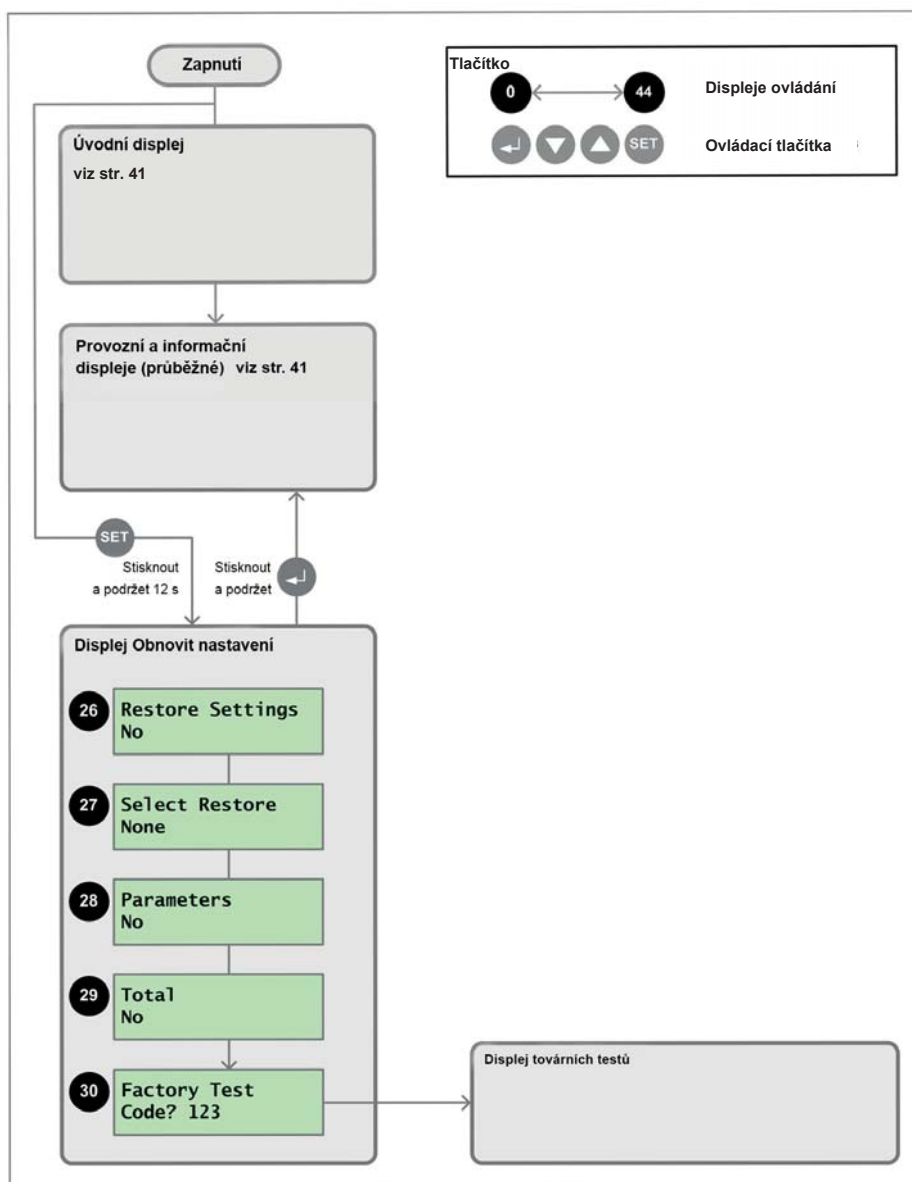 Zapnutí
Tlačítko
0 44 Displeje ovládání
SET Ovládací tlačítka
Úvodní displej
viz str. 41
Provozní a informační
displeje (průběžné) viz str. 41
SET
Stisknout
a podržet 12 s
Stisknout
a podržet
Displej Obnovit nastavení
26 Restore Settings
No
27 Select Restore
None
28 Parameters
No
29 Total
No
30 Factory Test
Code? 123
Displej továrních testů